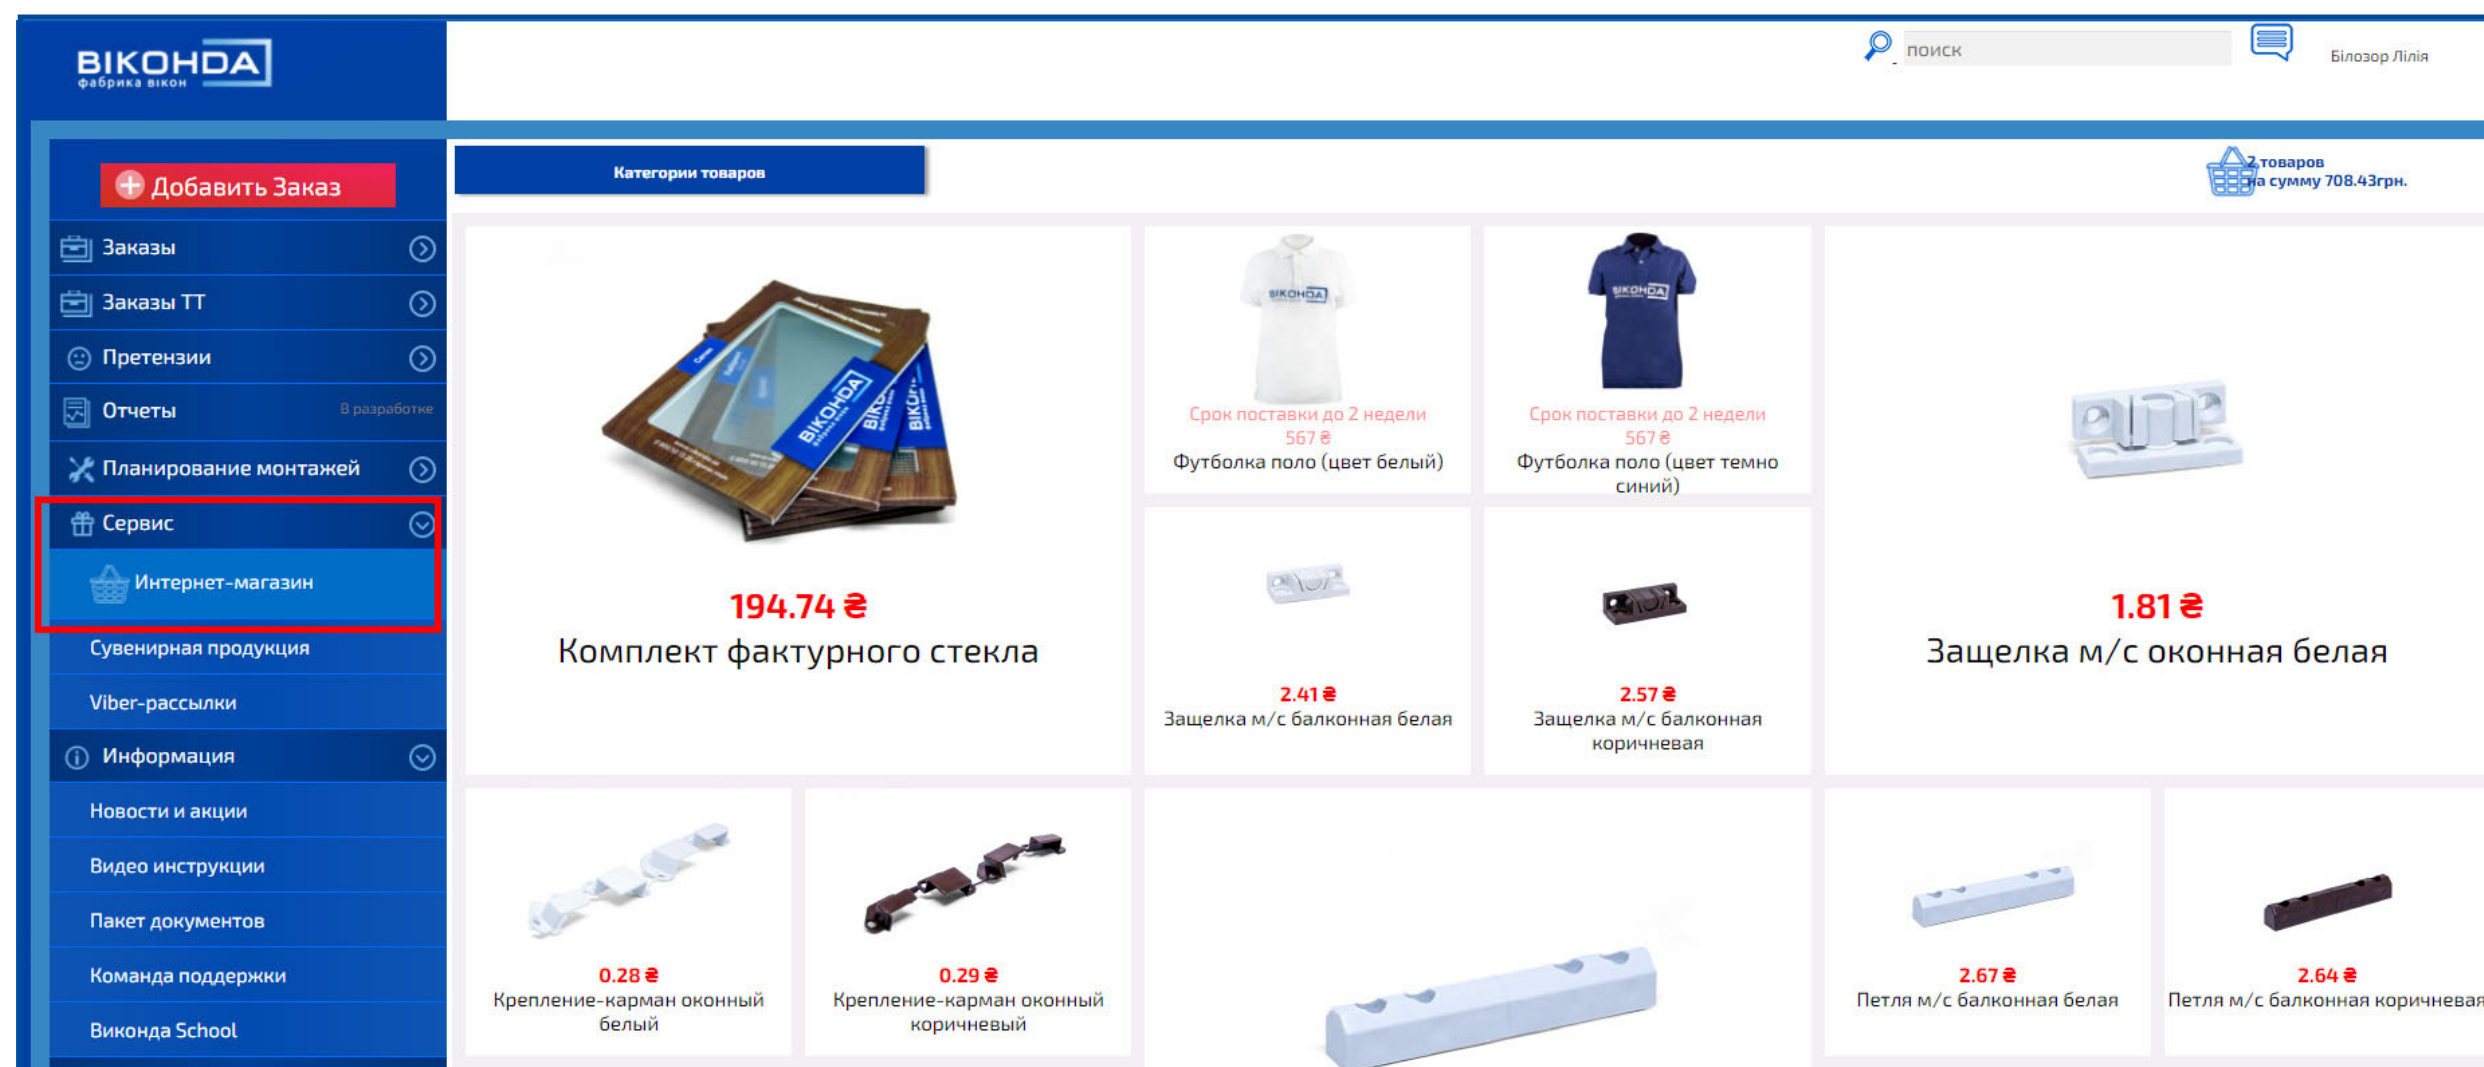 ВІКОНДА
фабрика вікон
поиск
Білозор Лілія
Добавить Заказ
Категории товаров
2 товаров
на сумму 708.43грн.
Заказы
Заказы ТТ
Претензии
Отчеты
В разработке
Планирование монтажей
Сервис
Интернет-магазин
Сувенирная продукция
Viber-рассылки
Информация
Новости и акции
Видео инструкции
Пакет документов
Команда поддержки
Виконда School
ВІКОНДА
194.74 ₴
Комплект фактурного стекла
ВІКОНДА
Срок поставки до 2 недели
567 ₴
Футболка поло (цвет белый)
ВІКОНДА
Срок поставки до 2 недели
567 ₴
Футболка поло (цвет темно
синий)
2.41 ₴
Защелка м/с балконная белая
2.57 ₴
Защелка м/с балконная
коричневая
1.81 ₴
Защелка м/с оконная белая
0.28 ₴
Крепление-карман оконный
белый
0.29 ₴
Крепление-карман оконный
коричневый
2.67 ₴
Петля м/с балконная белая
2.64 ₴
Петля м/с балконная коричневая